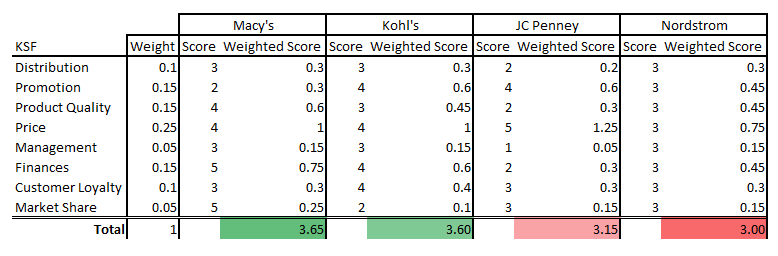 Macy's Kohl's JC Penney Nordstrom
KSF Weight Score Weighted Score Score Weighted Score Score Weighted Score Score Weighted Score
Distribution 0.1 3 0.3 3 0.3 2 0.2 3 0.3
Promotion 0.15 2 0.3 4 0.6 4 0.6 3 0.45
Product Quality 0.15 4 0.6 3 0.45 2 0.3 3 0.45
Price 0.25 4 1 4 1 5 1.25 3 0.75
Management 0.05 3 0.15 3 0.15 1 0.05 3 0.15
Finances 0.15 5 0.75 4 0.6 2 0.3 3 0.45
Customer Loyalty 0.1 3 0.3 4 0.4 3 0.3 3 0.3
Market Share 0.05 5 0.25 2 0.1 3 0.15 3 0.15
Total 1 3.65 3.60 3.15 3.00